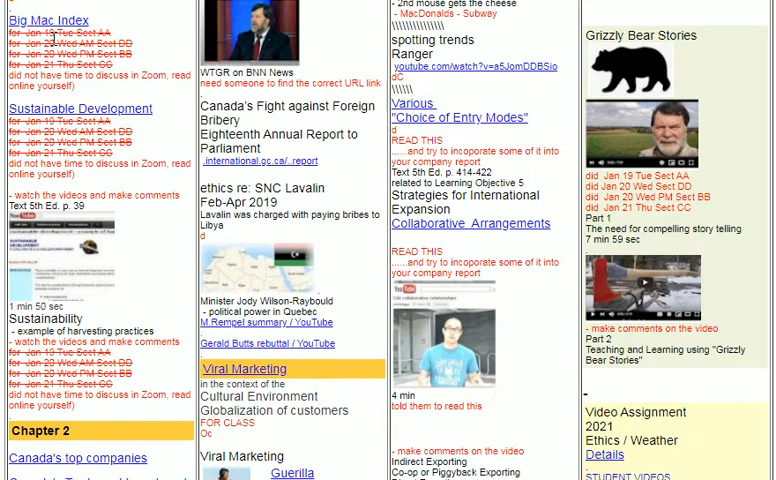 Big Mac Index
for Jan 19 Tue Sect AA
for Jan 20 Wed AM Sect DD
for Jan 20 Wed PM Sect BB
for Jan 21 Thu Sect CC
did not have time to discuss in Zoom, read
online yourself)
Sustainable Development
for Jan 19 Tue Sect AA
for Jan 20 Wed AM Sect DD
for Jan 20 Wed PM Sect BB
for Jan 21 Thu Sect CC
did not have time to discuss in Zoom, read
online yourself)
- watch the videos and make comments
Text 5th Ed. p. 39
1 min 50 sec
Sustainability
- example of harvesting practices
- watch the videos and make comments
for Jan 19 Tue Sect AA
for Jan 20 Wed AM Sect DD
for Jan 20 Wed PM Sect BB
for Jan 21 Thu Sect CC
did not have time to discuss in Zoom, read
online yourself)
Chapter 2
Canada's top companies
WTGR on BNN News
need someone to find the correct URL link
.
Canada's Fight against Foreign
Bribery
Eighteenth Annual Report to
Parliament
.international.gc.ca/..report
ethics re: SNC Lavalin
Feb-Apr 2019
Lavalin was charged with paying bribes to
Libya
d
Minister Jody Wilson-Raybould
- political power in Quebec
M.Rempel summary / YouTube
.
Gerald Butts rebuttal / YouTube
.
Viral Marketing
in the context of the
Cultural Environment
Globalization of customers
FOR CLASS
Oc
Viral Marketing
Guerilla
- 2nd mouse gets the cheese
- MacDonalds - Subway
\\\\\\\\\\\\\\\
spotting trends
Ranger
youtube.com/watch?v=a5JomDDBSio
dC
\\\\\\
Various
"Choice of Entry Modes"
d
READ THIS
......and try to incoporate some of it into
your company report
Text 5th Ed. p. 414-422
related to Learning Objective 5
Strategies for International
Expansion
Collaborative Arrangements
READ THIS
......and try to incoporate some of it into
your company report
4 min
told them to read this
- make comments on the video
Indirect Exporting
Co-op or Piggyback Exporting
Grizzly Bear Stories
did Jan 19 Tue Sect AA
did Jan 20 Wed Sect DD
did Jan 20 Wed PM Sect BB
did Jan 21 Thu Sect CC
Part 1
The need for compelling story telling
7 min 59 sec
.
- make comments on the video
Part 2
Teaching and Learning using "Grizzly
Bear Stories"
-
Video Assignment
2021
Ethics / Weather
Details
.
STUDENT VIDEOS